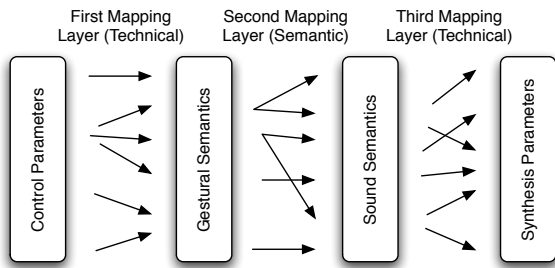 First Mapping
Layer (Technical)
Second Mapping
Layer (Semantic)
Third Mapping
Layer (Technical)
Control Parameters
Gestural Semantics
Sound Semantics
Synthesis Parameters